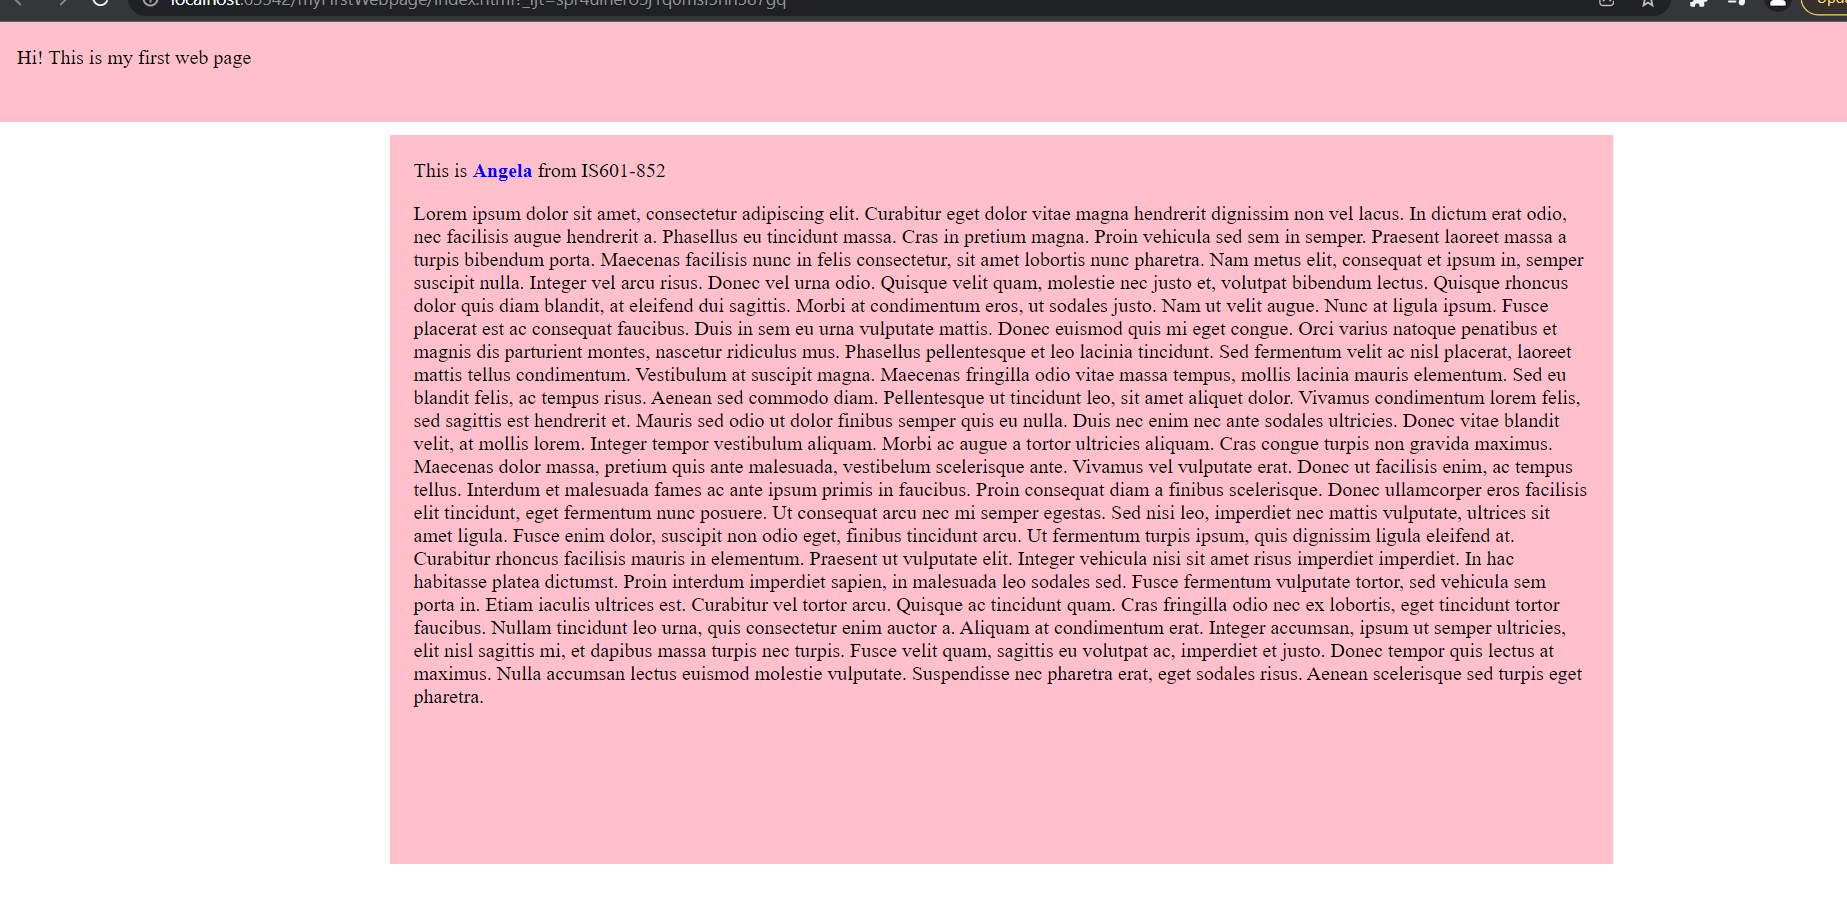 Hi! This is my first web page
This is Angela from IS601-852
Lorem ipsum dolor sit amet, consectetur adipiscing elit. Curabitur eget dolor vitae magna hendrerit dignissim non vel lacus. In dictum erat odio,
nec facilisis augue hendrerit a. Phasellus eu tincidunt massa. Cras in pretium magna. Proin vehicula sed sem in semper. Praesent laoreet massa a
turpis bibendum porta. Maecenas facilisis nunc in felis consectetur, sit amet lobortis nunc pharetra. Nam metus elit, consequat et ipsum in, semper
suscipit nulla. Integer vel arcu risus. Donec vel urna odio. Quisque velit quam, molestie nec justo et, volutpat bibendum lectus. Quisque rhoncus
dolor quis diam blandit, at eleifend dui sagittis. Morbi at condimentum eros, ut sodales justo. Nam ut velit augue. Nunc at ligula ipsum. Fusce
placerat est ac consequat faucibus. Duis in sem eu urna vulputate mattis. Donec euismod quis mi eget congue. Orci varius natoque penatibus et
magnis dis parturient montes, nascetur ridiculus mus. Phasellus pellentesque et leo lacinia tincidunt. Sed fermentum velit ac nisl placerat, laoreet
mattis tellus condimentum. Vestibulum at suscipit magna. Maecenas fringilla odio vitae massa tempus, mollis lacinia mauris elementum. Sed eu
blandit felis, ac tempus risus. Aenean sed commodo diam. Pellentesque ut tincidunt leo, sit amet aliquet dolor. Vivamus condimentum lorem felis,
sed sagittis est hendrerit et. Mauris sed odio ut dolor finibus semper quis eu nulla. Duis nec enim nec ante sodales ultricies. Donec vitae blandit
velit, at mollis lorem. Integer tempor vestibulum aliquam. Morbi ac augue a tortor ultricies aliquam. Cras congue turpis non gravida maximus.
Maecenas dolor massa, pretium quis ante malesuada, vestibelum scelerisque ante. Vivamus vel vulputate erat. Donec ut facilisis enim, ac tempus
tellus. Interdum et malesuada fames ac ante ipsum primis in faucibus. Proin consequat diam a finibus scelerisque. Donec ullamcorper eros facilisis
elit tincidunt, eget fermentum nunc posuere. Ut consequat arcu nec mi semper egestas. Sed nisi leo, imperdiet nec mattis vulputate, ultrices sit
amet ligula. Fusce enim dolor, suscipit non odio eget, finibus tincidunt arcu. Ut fermentum turpis ipsum, quis dignissim ligula eleifend at.
Curabitur rhoncus facilisis mauris in elementum. Praesent ut vulputate elit. Integer vehicula nisi sit amet risus imperdiet imperdiet. In hac
habitasse platea dictumst. Proin interdum imperdiet sapien, in malesuada leo sodales sed. Fusce fermentum vulputate tortor, sed vehicula sem
porta in. Etiam iaculis ultrices est. Curabitur vel tortor arcu. Quisque ac tincidunt quam. Cras fringilla odio nec ex lobortis, eget tincidunt tortor
faucibus. Nullam tincidunt leo urna, quis consectetur enim auctor a. Aliquam at condimentum erat. Integer accumsan, ipsum ut semper ultricies,
elit nisl sagittis mi, et dapibus massa turpis nec turpis. Fusce velit quam, sagittis eu volutpat ac, imperdiet et justo. Donec tempor quis lectus at
maximus. Nulla accumsan lectus euismod molestie vulputate. Suspendisse nec pharetra erat, eget sodales risus. Aenean scelerisque sed turpis eget
pharetra.